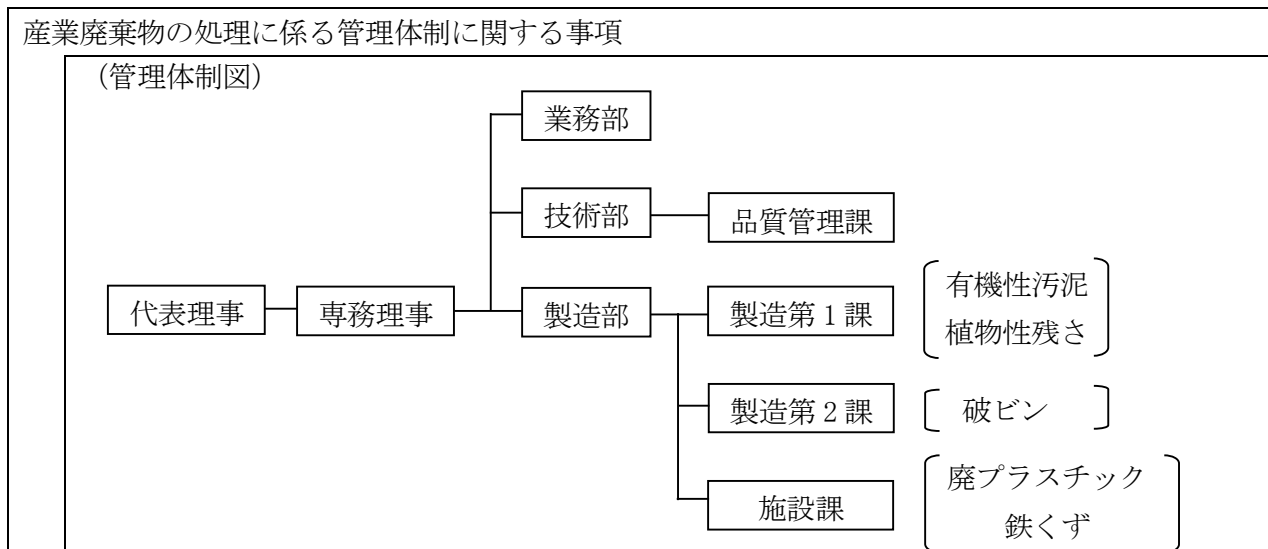 産業廃棄物の処理に係る管理体制に関する事項
（管理体制図）
業務部
技術部
品質管理課
代表理事
専務理事
製造部
製造第１課
有機性汚泥
植物性残さ
製造第２課
破ビン
施設課
廃プラスチック
鉄くず